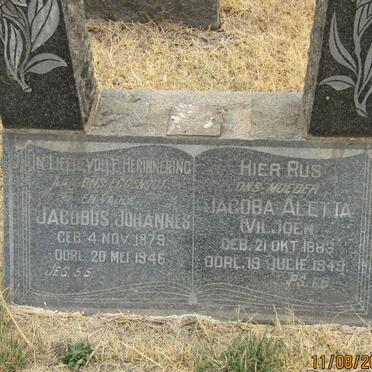 IN LIEFDEVOLLE HERINNERING
AAN ONS EGGENOOT
EN VADER
JACOBUS JOHANNES
GEB. 4 NOV. 1879
OORL. 20 MEI 1946
JES. 55
HIER RUS
ONS MOEDER
JACOBA ALETTA
(VILJOEN)
GEB. 21 OKT. 1883
OORL. 19 JULIE 1949
PS.
11/08/20